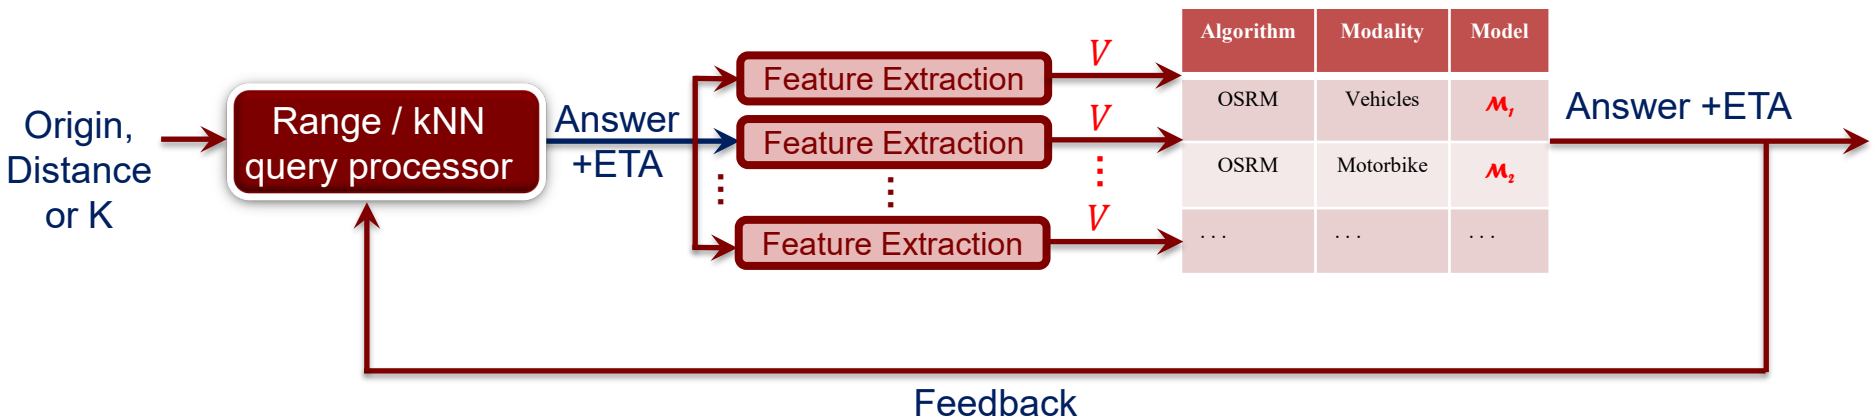 Origin,
Distance
or K
Range / kNN
query processor
Answer
+ETA
Feature Extraction
Feature Extraction
Feature Extraction
V
V
V
Algorithm Modality Model
OSRM Vehicles M1
OSRM Motorbike M2
. . . . . . . . .
Answer +ETA
Feedback